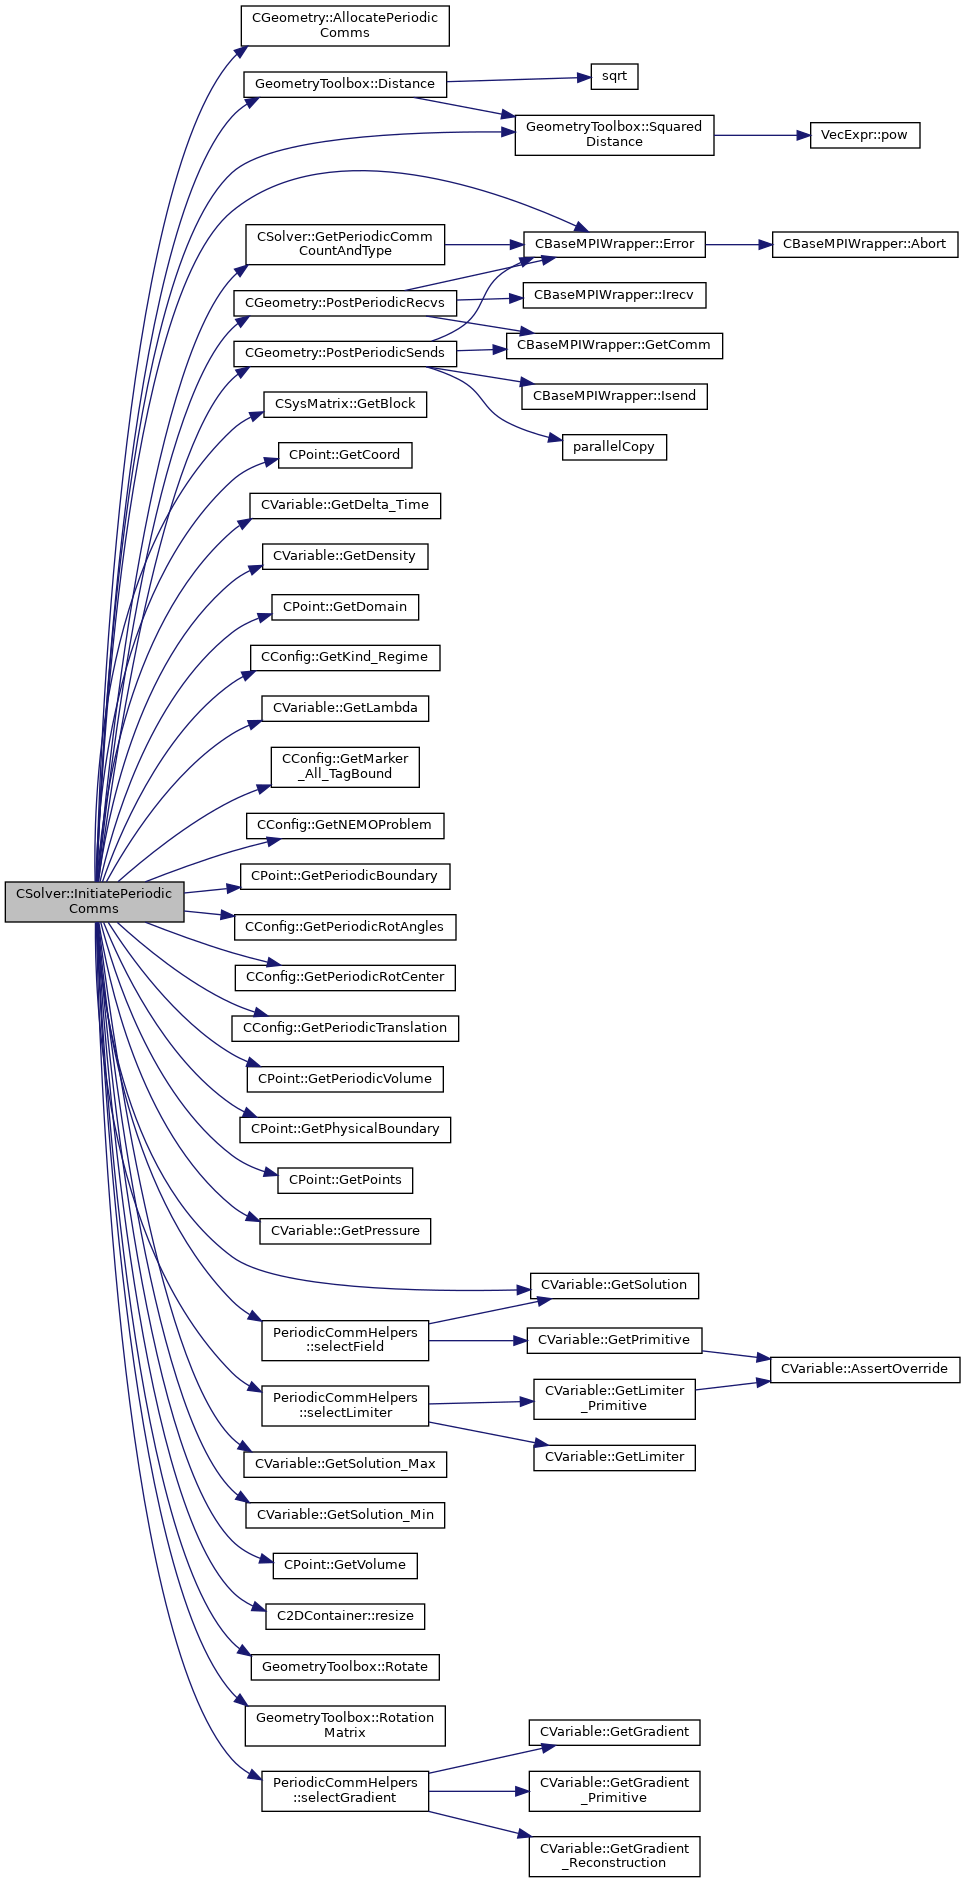 CGeometry::AllocatePeriodic
Comms
GeometryToolbox::Distance
sqrt
GeometryToolbox::Squared
Distance
VecExpr::pow
CSolver::GetPeriodicComm
CountAndType
CBaseMPIWrapper::Error
CBaseMPIWrapper::Abort
CGeometry::PostPeriodicRecvs
CBaseMPIWrapper::Irecv
CGeometry::PostPeriodicSends
CBaseMPIWrapper::GetComm
CBaseMPIWrapper::Isend
CSysMatrix::GetBlock
parallelCopy
CPoint::GetCoord
CVariable::GetDelta_Time
CVariable::GetDensity
CPoint::GetDomain
CConfig::GetKind_Regime
CVariable::GetLambda
CConfig::GetMarker
_All_TagBound
CConfig::GetNEMOProblem
CPoint::GetPeriodicBoundary
CSolver::InitiatePeriodic
Comms
CConfig::GetPeriodicRotAngles
CConfig::GetPeriodicRotCenter
CConfig::GetPeriodicTranslation
CPoint::GetPeriodicVolume
CPoint::GetPhysicalBoundary
CPoint::GetPoints
CVariable::GetPressure
CVariable::GetSolution
PeriodicCommHelpers
::selectField
CVariable::GetPrimitive
CVariable::AssertOverride
PeriodicCommHelpers
::selectLimiter
CVariable::GetLimiter
_Primitive
CVariable::GetLimiter
CVariable::GetSolution_Max
CVariable::GetSolution_Min
CPoint::GetVolume
C2DContainer::resize
GeometryToolbox::Rotate
GeometryToolbox::Rotation
Matrix
CVariable::GetGradient
PeriodicCommHelpers
::selectGradient
CVariable::GetGradient
_Primitive
CVariable::GetGradient
_Reconstruction